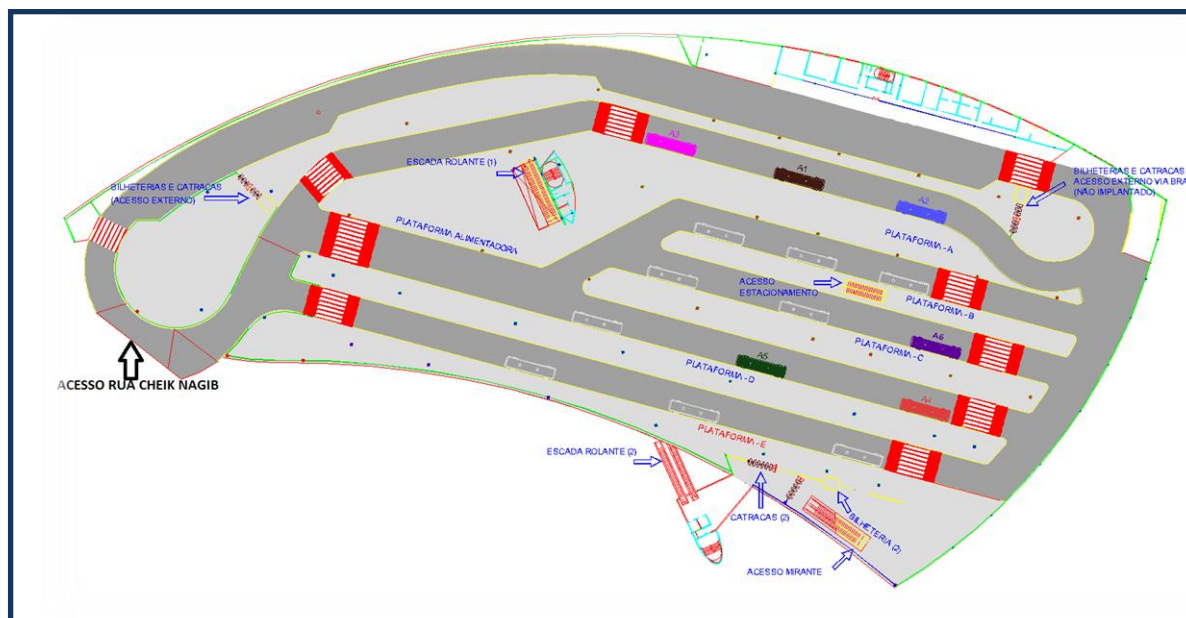 A3
ESCADA ROLANTE (1)
A1
BILHETERIAS E CATRACAS
ACESSO EXTERNO VIA BRA
(NÃO IMPLANTADO)
BILHETERIAS E CATRACAS
(ACESSO EXTERNO)
A2
PLATAFORMA ALIMENTADORA
PLATAFORMA -A
ACESSO
ESTACIONAMENTO
PLATAFORMA -B
A6
PLATAFORMA -C
A5
PLATAFORMA -D
ACESSO RUA CHEIK NAGIB
A4
PLATAFORMA -E
ESCADA ROLANTE (2)
CATRACAS (2)
BILHETERIA (2)
ACESSO MIRANTE